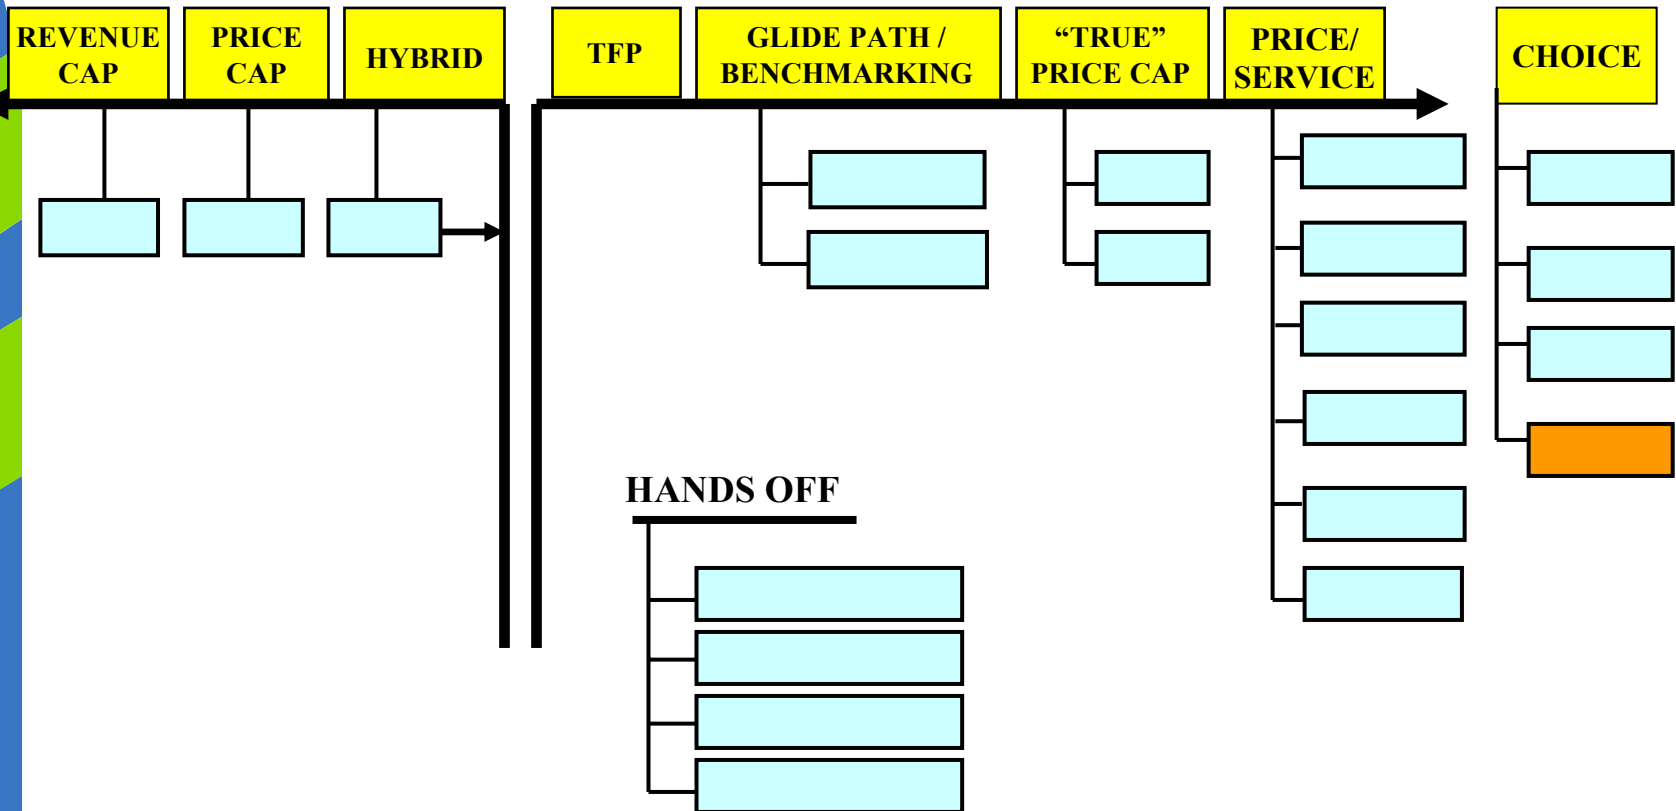 REVENUE
CAP
PRICE
CAP
HYBRID
TFP
GLIDE PATH /
BENCHMARKING
“TRUE”
PRICE CAP
PRICE/
SERVICE
CHOICE
HANDS OFF